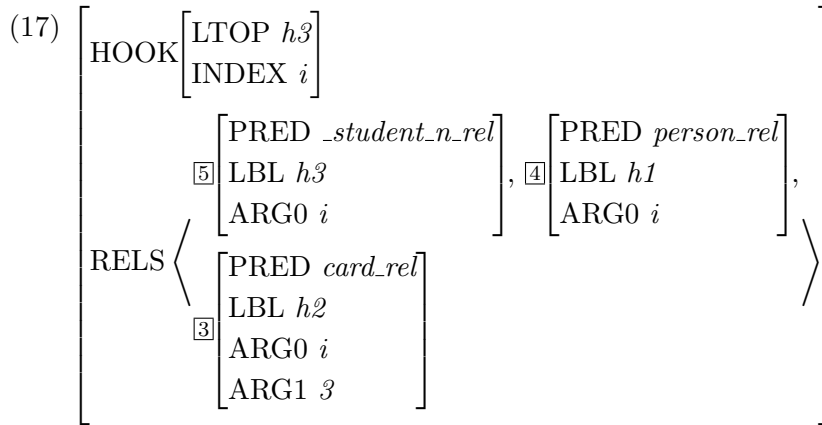 (17) [HOOK [LTOP h3
INDEX i]
RELS ⟨ 5 [PRED _student_n_rel
LBL h3
ARG0 i], 4 [PRED person_rel
LBL h1
ARG0 i],
3 [PRED card_rel
LBL h2
ARG0 i
ARG1 3] ⟩]